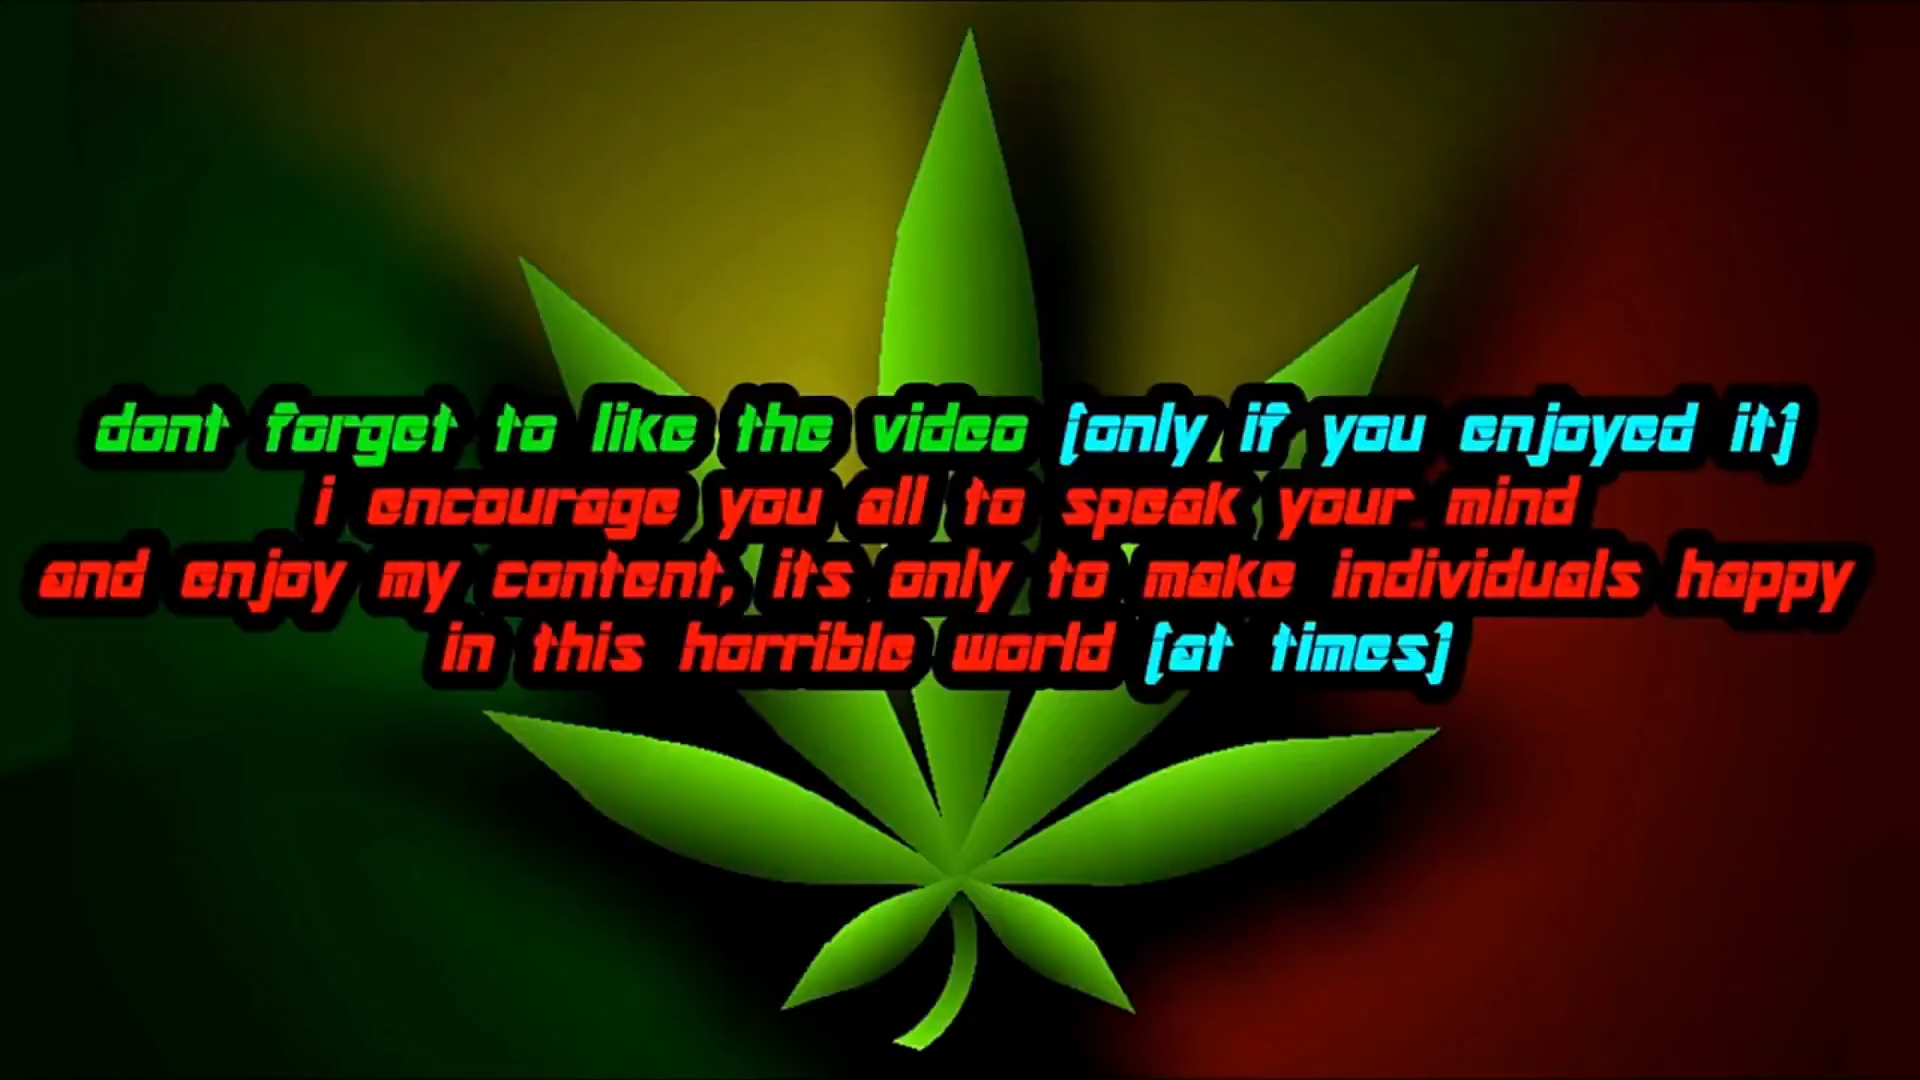 dont forget to like the video (only if you enjoyed it)
i encourage you all to speak your mind
and enjoy my content, its only to make individuals happy
in this horrible world (at times)